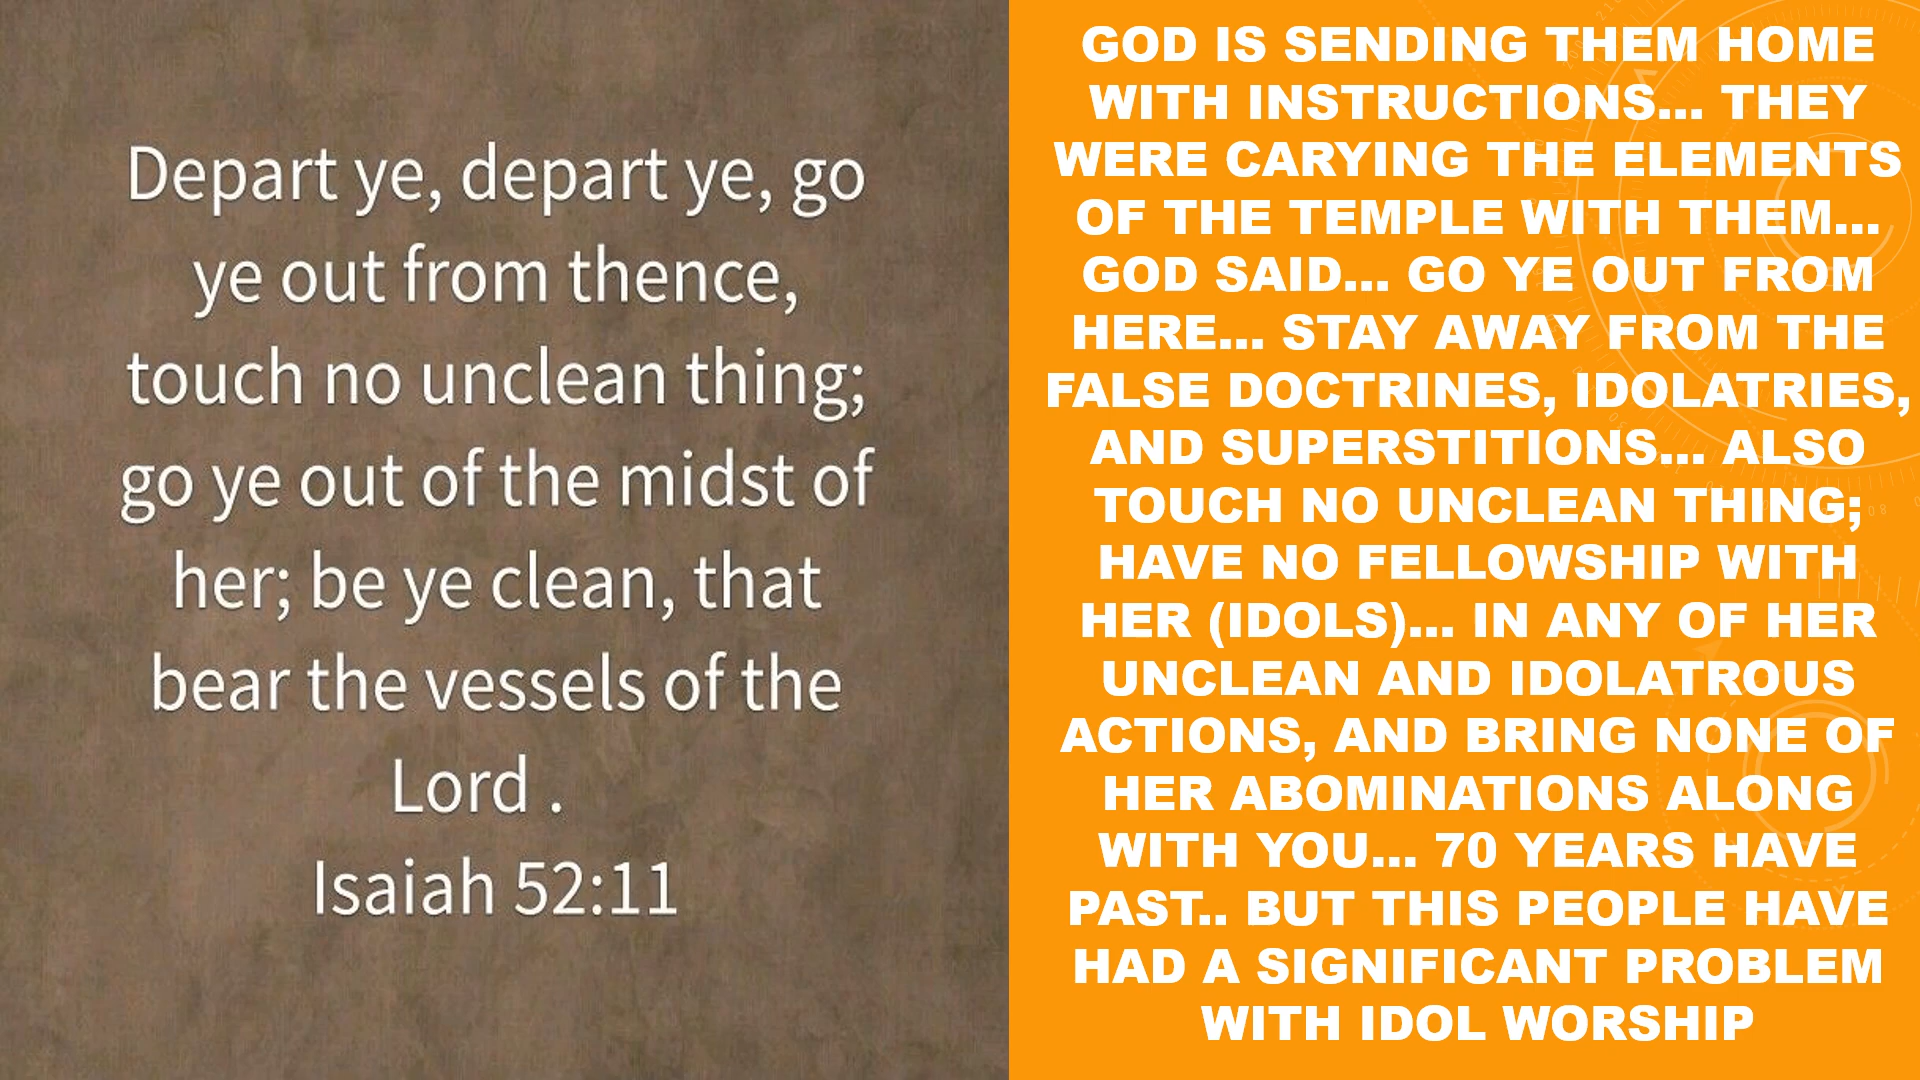 Depart ye, depart ye, go
ye out from thence,
touch no unclean thing;
go ye out of the midst of
her; be ye clean, that
bear the vessels of the
Lord .
Isaiah 52:11
GOD IS SENDING THEM HOME
WITH INSTRUCTIONS... THEY
WERE CARYING THE ELEMENTS
OF THE TEMPLE WITH THEM...
GOD SAID... GO YE OUT FROM
HERE... STAY AWAY FROM THE
FALSE DOCTRINES, IDOLATRIES,
AND SUPERSTITIONS... ALSO
TOUCH NO UNCLEAN THING;
HAVE NO FELLOWSHIP WITH
HER (IDOLS)... IN ANY OF HER
UNCLEAN AND IDOLATROUS
ACTIONS, AND BRING NONE OF
HER ABOMINATIONS ALONG
WITH YOU... 70 YEARS HAVE
PAST.. BUT THIS PEOPLE HAVE
HAD A SIGNIFICANT PROBLEM
WITH IDOL WORSHIP